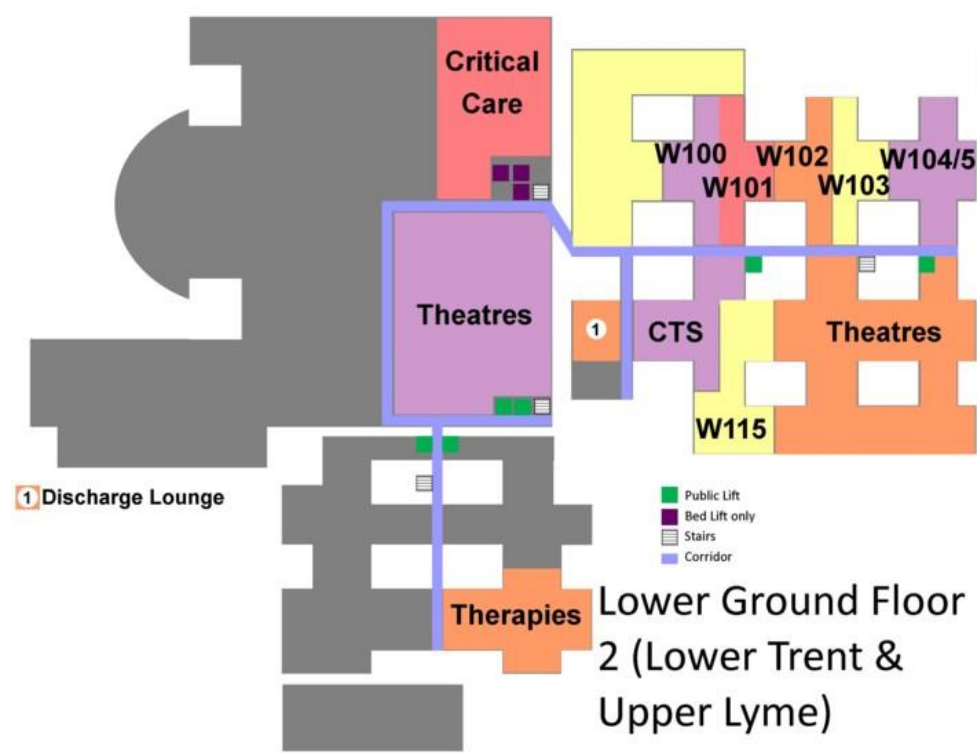 Critical
Care
W100
W101
W102
W103
W104/5
Theatres
1
CTS
Theatres
W115
1 Discharge Lounge
Public Lift
Bed Lift only
Stairs
Corridor
Therapies
Lower Ground Floor
2 (Lower Trent &
Upper Lyme)